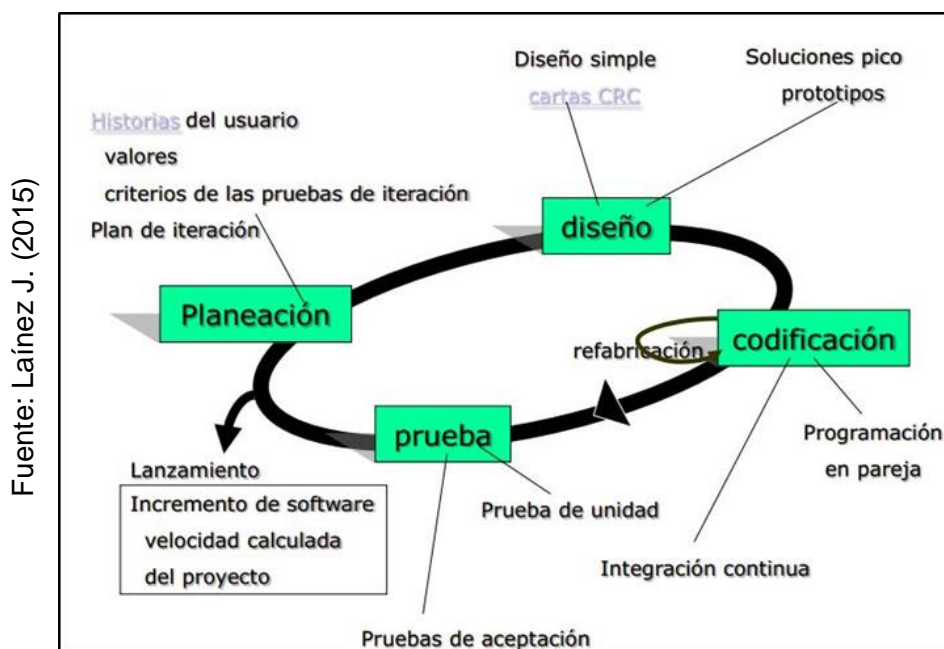 Fuente: Laínez J. (2015)
Diseño simple
cartas CRC
Soluciones pico
prototipos
Historias del usuario
valores
criterios de las pruebas de iteración
Plan de iteración
diseño
Planeación
refabricación
codificación
prueba
Programación
en pareja
Lanzamiento
Incremento de software
velocidad calculada
del proyecto
Prueba de unidad
Integración continua
Pruebas de aceptación